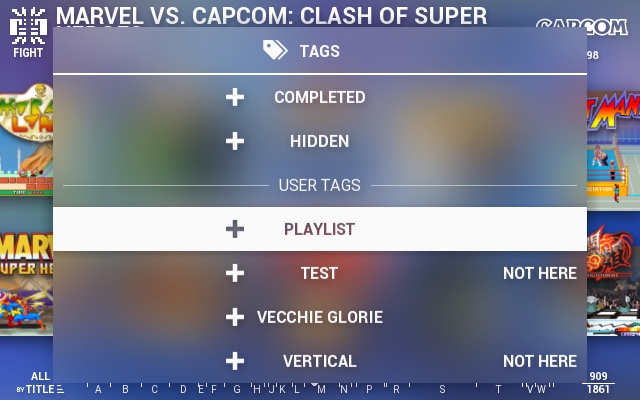 MARVEL VS. CAPCOM: CLASH OF SUPER
CAPCOM
FIGHT
TAGS
98
COMPLETED
HIDDEN
USER TAGS
PLAYLIST
TEST NOT HERE
VECCHIE GLORIE
VERTICAL NOT HERE
ALL
909
BY TITLE A B C D E F G H J K L M N P R S T V W 1861